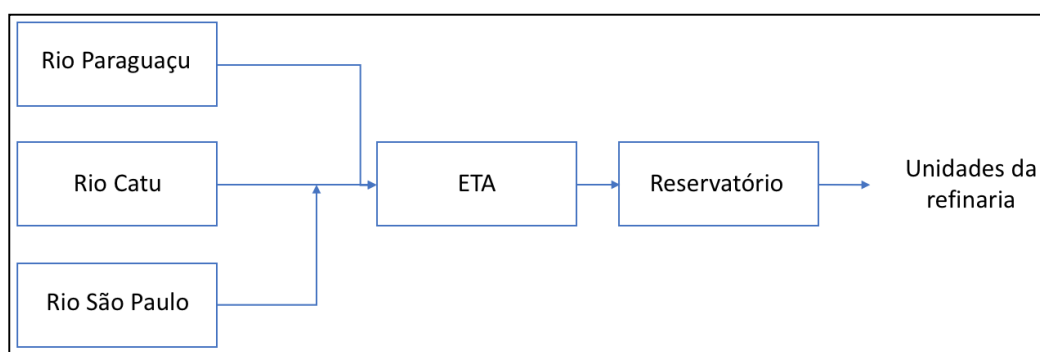 Rio Paraguaçu
Rio Catu
ETA
Reservatório
Unidades da
refinaria
Rio São Paulo